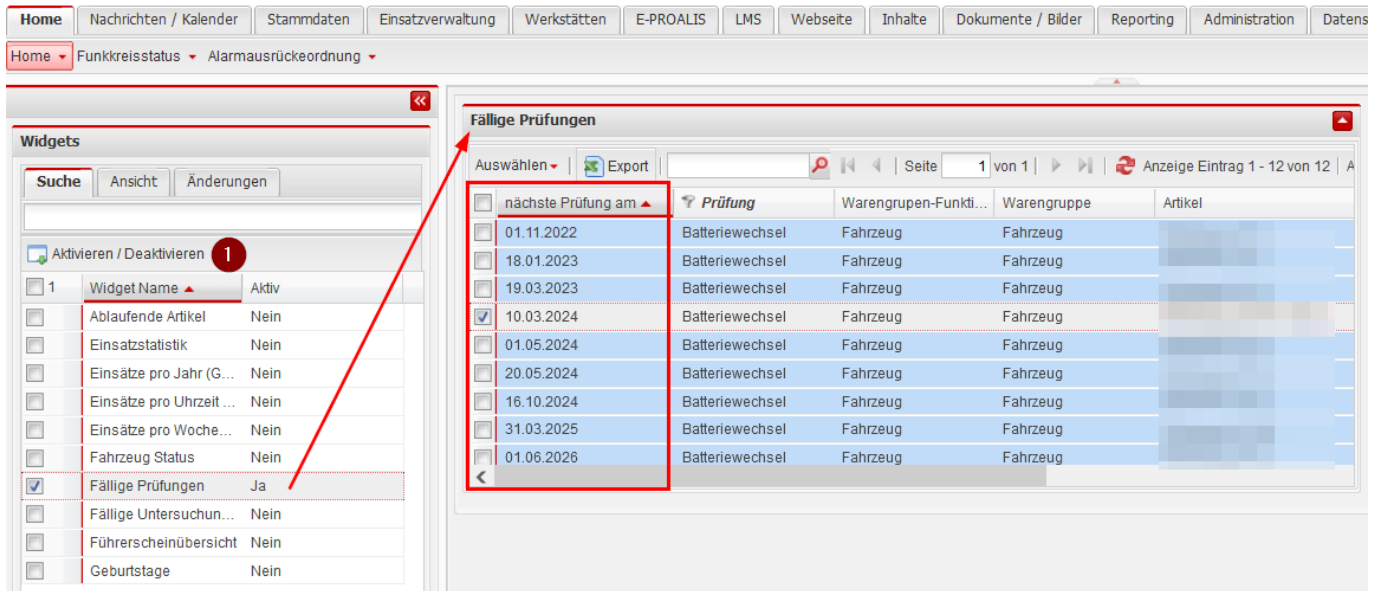 Home Nachrichten / Kalender Stammdaten Einsatzverwaltung Werkstätten E-PROALIS LMS Webseite Inhalte Dokumente / Bilder Reporting Administration Datens
Home Funkkreisstatus Alarmausrückeordnung
Widgets
Suche Ansicht Änderungen
Aktivieren / Deaktivieren 1
1 Widget Name Aktiv
Ablaufende Artikel Nein
Einsatzstatistik Nein
Einsätze pro Jahr (G... Nein
Einsätze pro Uhrzeit ... Nein
Einsätze pro Woche... Nein
Fahrzeug Status Nein
Fällige Prüfungen Ja
Fällige Untersuchun... Nein
Führerscheinübersicht Nein
Geburtstage Nein
Fällige Prüfungen
Auswählen Export Seite 1 von 1 Anzeige Eintrag 1 - 12 von 12 A
nächste Prüfung am Prüfung Warengrupen-Funkti... Warengruppe Artikel
01.11.2022 Batteriewechsel Fahrzeug Fahrzeug
18.01.2023 Batteriewechsel Fahrzeug Fahrzeug
19.03.2023 Batteriewechsel Fahrzeug Fahrzeug
10.03.2024 Batteriewechsel Fahrzeug Fahrzeug
01.05.2024 Batteriewechsel Fahrzeug Fahrzeug
20.05.2024 Batteriewechsel Fahrzeug Fahrzeug
16.10.2024 Batteriewechsel Fahrzeug Fahrzeug
31.03.2025 Batteriewechsel Fahrzeug Fahrzeug
01.06.2026 Batteriewechsel Fahrzeug Fahrzeug